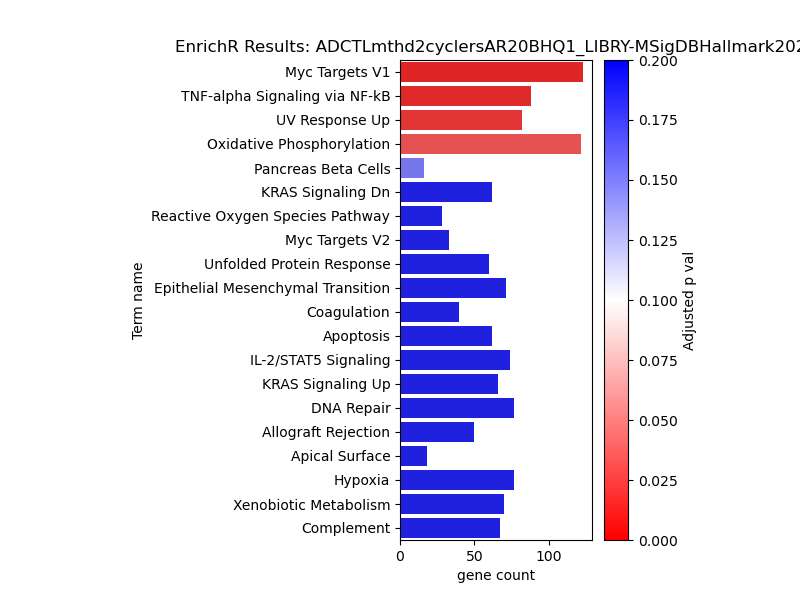 EnrichR Results: ADCTLmthd2cyclersAR20BHQ1_LIBRY-MSigDBHallmark202
Myc Targets V1
TNF-alpha Signaling via NF-kB
UV Response Up
Oxidative Phosphorylation
Pancreas Beta Cells
KRAS Signaling Dn
Reactive Oxygen Species Pathway
Myc Targets V2
Unfolded Protein Response
Epithelial Mesenchymal Transition
Coagulation
Apoptosis
IL-2/STAT5 Signaling
KRAS Signaling Up
DNA Repair
Allograft Rejection
Apical Surface
Hypoxia
Xenobiotic Metabolism
Complement
Term name
0 50 100
gene count
0.200
0.175
0.150
0.125
0.100
0.075
0.050
0.025
0.000
Adjusted p val